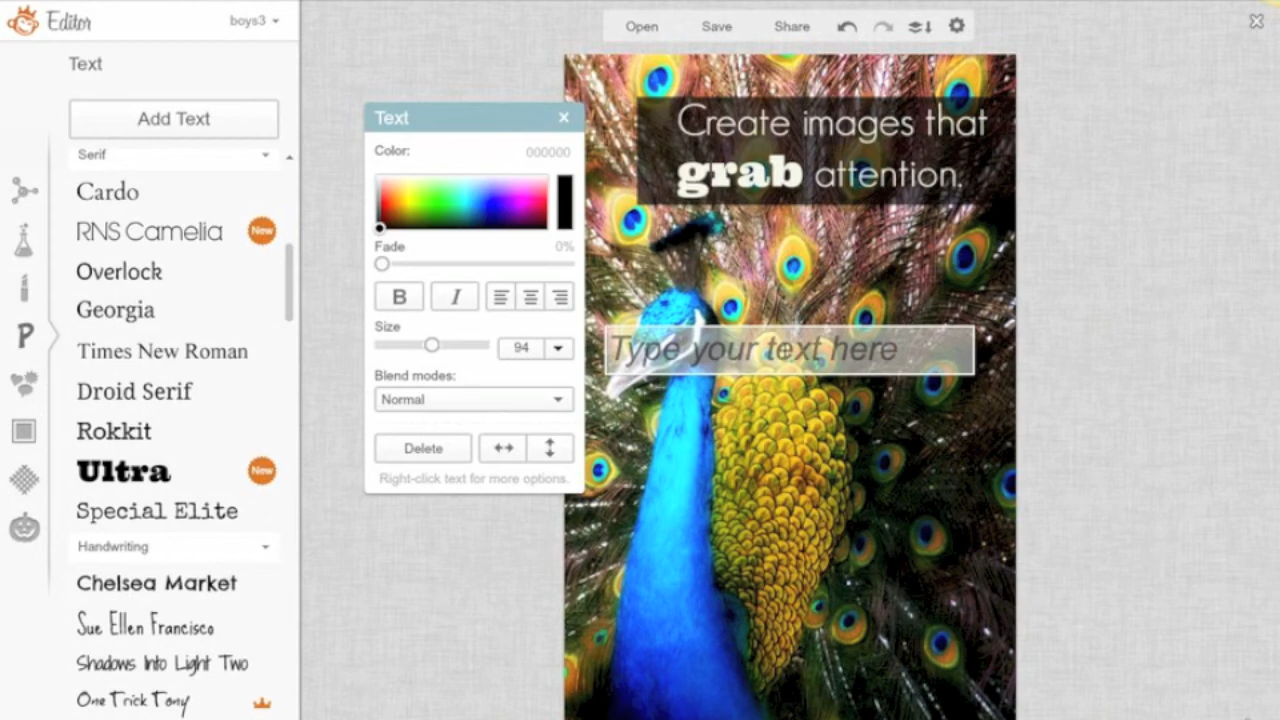 Editor
boys3
Open
Save
Share
Text
Add Text
Serif
Cardo
RNS Camelia
New
Overlock
Georgia
Times New Roman
Droid Serif
Rokkit
Ultra
New
Special Elite
Handwriting
Chelsea Market
Sue Ellen Francisco
Shadows Into Light Two
One Trick Tony
Text
Color:
000000
Fade
0%
B
I
Size
94
Blend modes:
Normal
Delete
Right-click text for more options.
Create images that
grab attention.
Type your text here